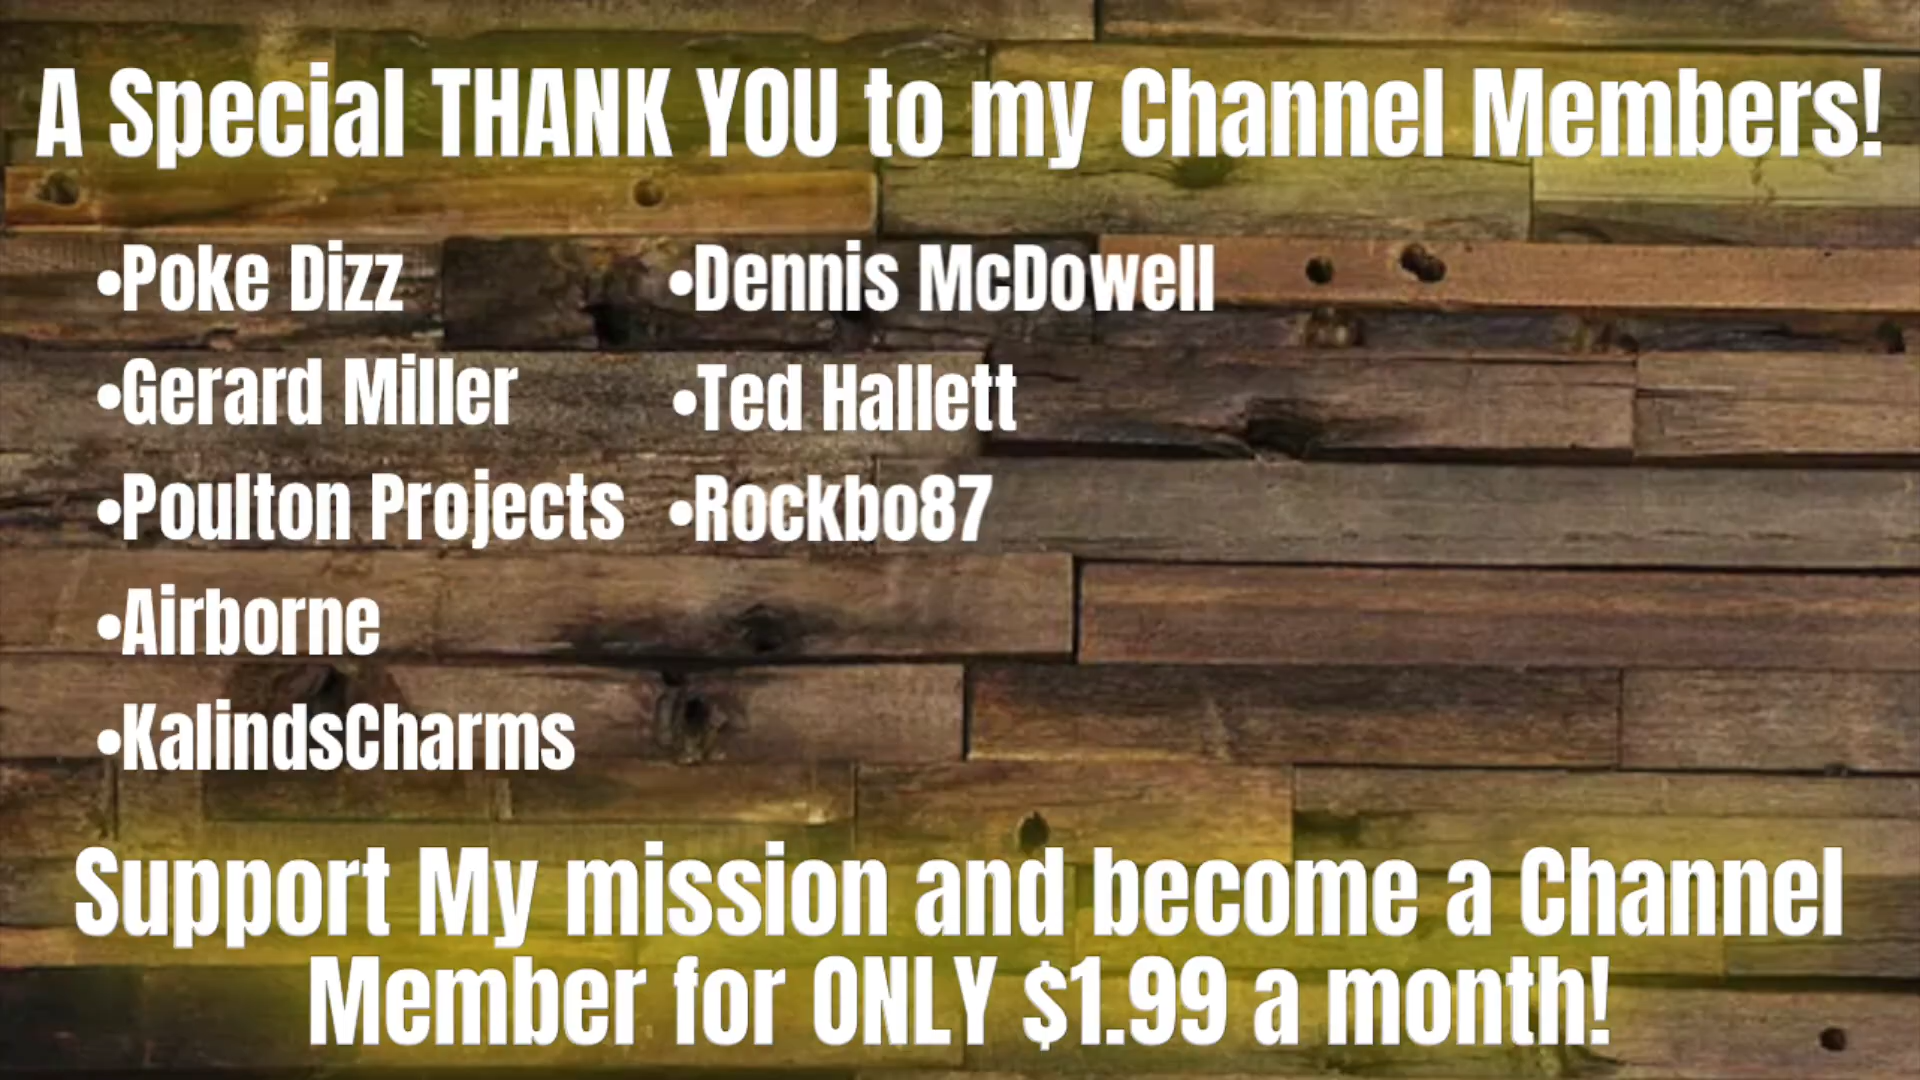 A Special THANK YOU to my Channel Members!
•Poke Dizz
•Gerard Miller
•Poulton Projects
•Airborne
•KalindsCharms
•Dennis McDowell
•Ted Hallett
•Rockbo87
Support My mission and become a Channel
Member for ONLY $1.99 a month!